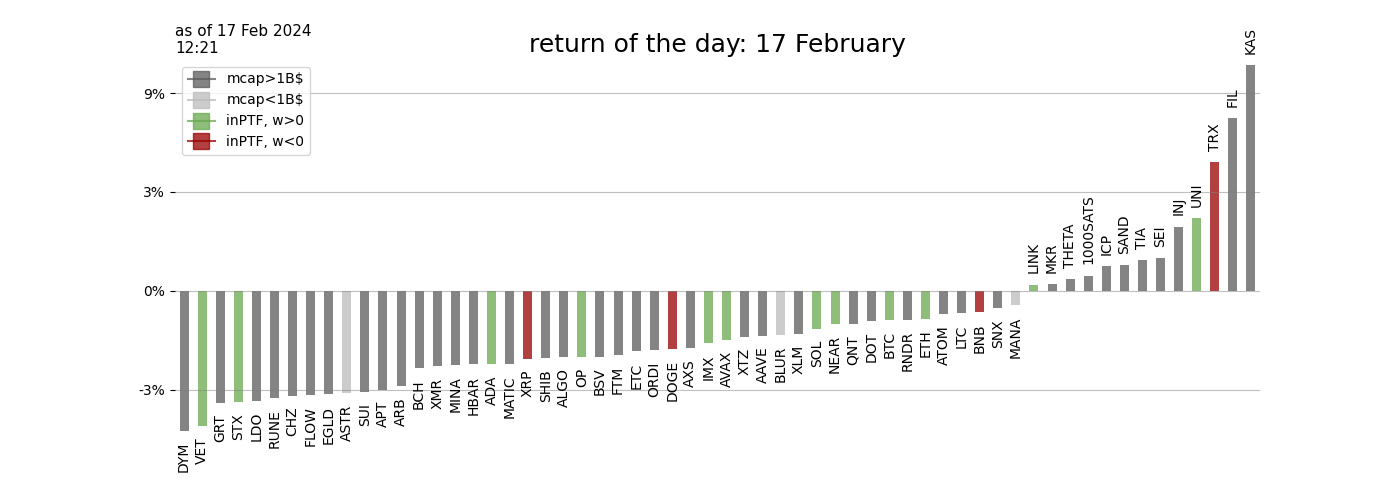 as of 17 Feb 2024
12:21
return of the day: 17 February
mcap>1B$
mcap<1B$
inPTF, w>0
inPTF, w<0
9%
3%
0%
-3%
DYM
VET
GRT
STX
LDO
RUNE
CHZ
FLOW
EGLD
ASTR
SUI
APT
ARB
BCH
XMR
MINA
HBAR
ADA
MATIC
XRP
SHIB
ALGO
OP
BSV
FTM
ETC
ORDI
DOGE
AXS
IMX
AVAX
XTZ
AAVE
BLUR
XLM
SOL
NEAR
QNT
DOT
BTC
RNDR
ETH
ATOM
LTC
BNB
SNX
MANA
LINK
MKR
THETA
1000SATS
ICP
SAND
TIA
SEI
INJ
UNI
TRX
FIL
KAS